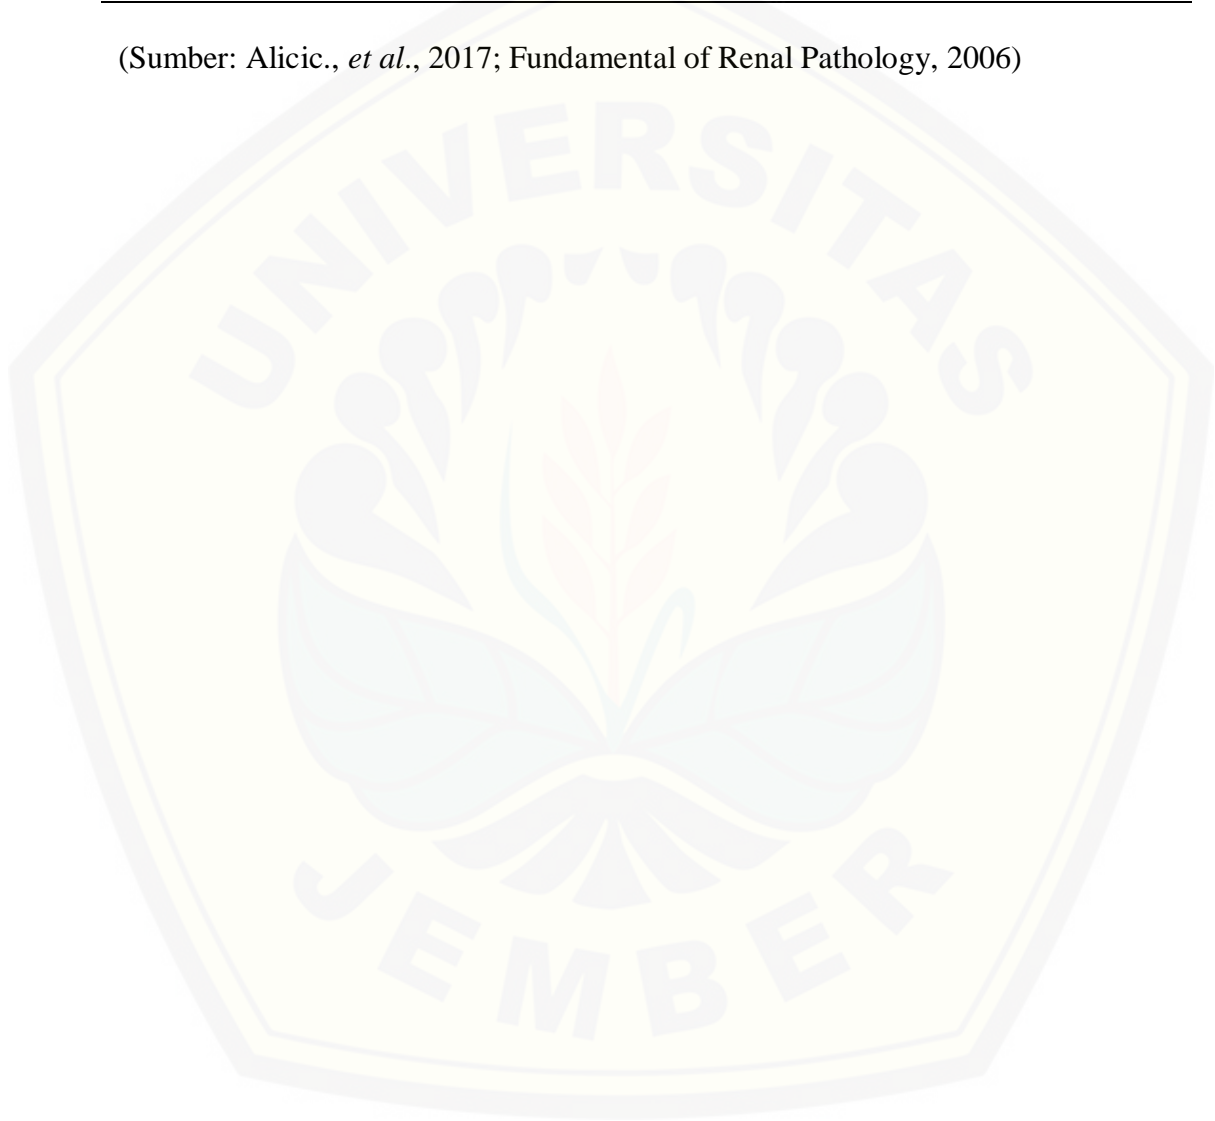 (Sumber: Alicic., et al., 2017; Fundamental of Renal Pathology, 2006)
UNIVERSITAS
JEMBER